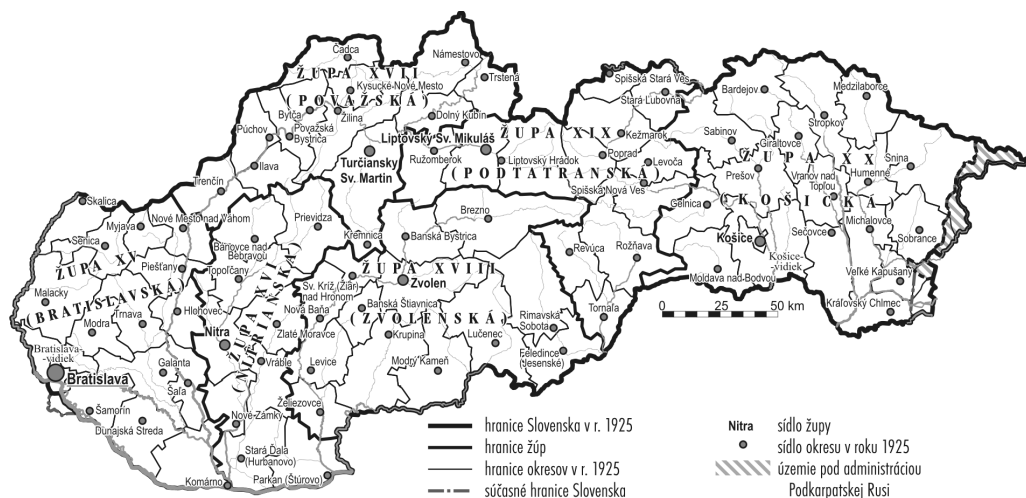 Čadca
Námestovo
ŽUPA XVII
(POVAŽSKÁ)
Kysucké Nové Mesto
Trstená
Bytča
Žilina
Dolný Kubín
Považská
Bystrica
Púchov
Ilava
Trenčín
Turčiansky
Sv. Martin
Liptovský Sv. Mikuláš
Ružomberok
Liptovský Hrádok
ŽUPA XIX
(PODTATRANSKÁ)
Spišská Stará Ves
Stará Ľubovňa
Kežmarok
Poprad
Levoča
Spišská Nová Ves
Bardejov
Medzilaborce
Stropkov
Sabinov
Giraltovce
ŽUPA XX
KOŠICKÁ
Snina
Humenné
Prešov
Vranov nad
Topľou
Michalovce
Gelnica
Košice
Košice-
vidiek
Sečovce
Sobrance
Moldava nad Bodvou
Veľké Kapušany
Kráľovský Chlmec
Skalica
Myjava
Nové Mesto nad Váhom
Senica
ŽUPA XV
(BRATISLAVSKÁ)
Piešťany
Malacky
Trnava
Hlohovec
Modra
Bratislava-
-vidiek
Bratislava
Galanta
Šaľa
Šamorín
Dunajská Streda
Komárno
Prievidza
Bánovce nad
Bebravou
Topoľčany
ŽUPA XVI
(NITRIANSKA)
Nitra
Zlaté Moravce
Vráble
Nové Zámky
Stará Ďala
(Hurbanovo)
Parkan (Štúrovo)
Želiezovce
Levice
Nová Baňa
Kremnica
Banská Bystrica
Brezno
ŽUPA XVIII
(ZVOLENSKÁ)
Zvolen
Sv. Kríž (Žiar)
nad Hronom
Banská Štiavnica
Krupina
Modrý Kameň
Lučenec
Rimavská
Sobota
Feledince
(Jesenské)
Revúca
Rožňava
Tornaľa
0 25 50 km
hranice Slovenska v r. 1925
hranice žúp
hranice okresov v r. 1925
súčasné hranice Slovenska
Nitra sídlo župy
sídlo okresu v roku 1925
územie pod administráciou
Podkarpatskej Rusi